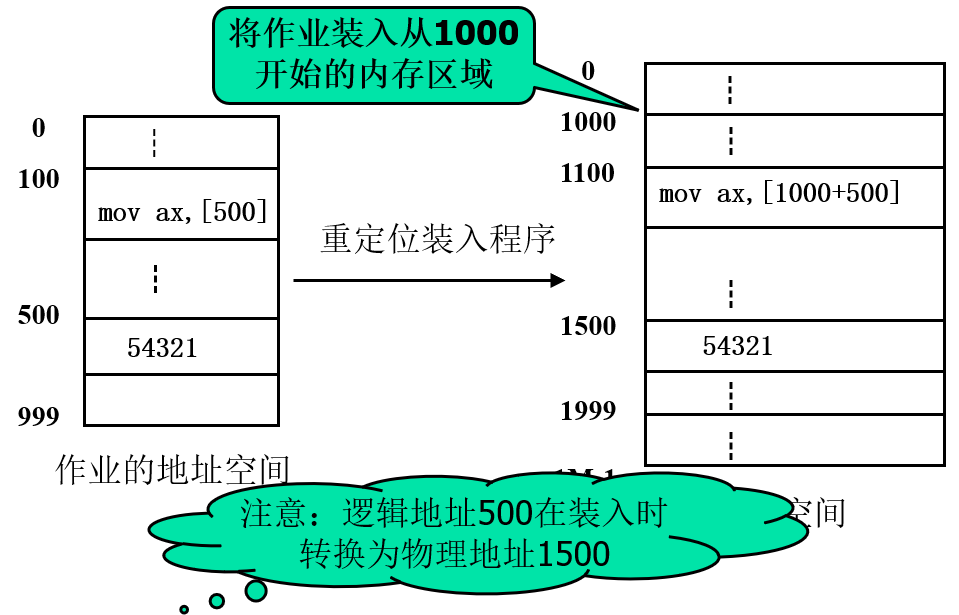 将作业装入从1000
开始的内存区域
0
100
mov ax,[500]
500
54321
999
作业的地址空间
重定位装入程序
0
1000
1100
mov ax,[1000+500]
1500
54321
1999
空间
注意：逻辑地址500在装入时
转换为物理地址1500